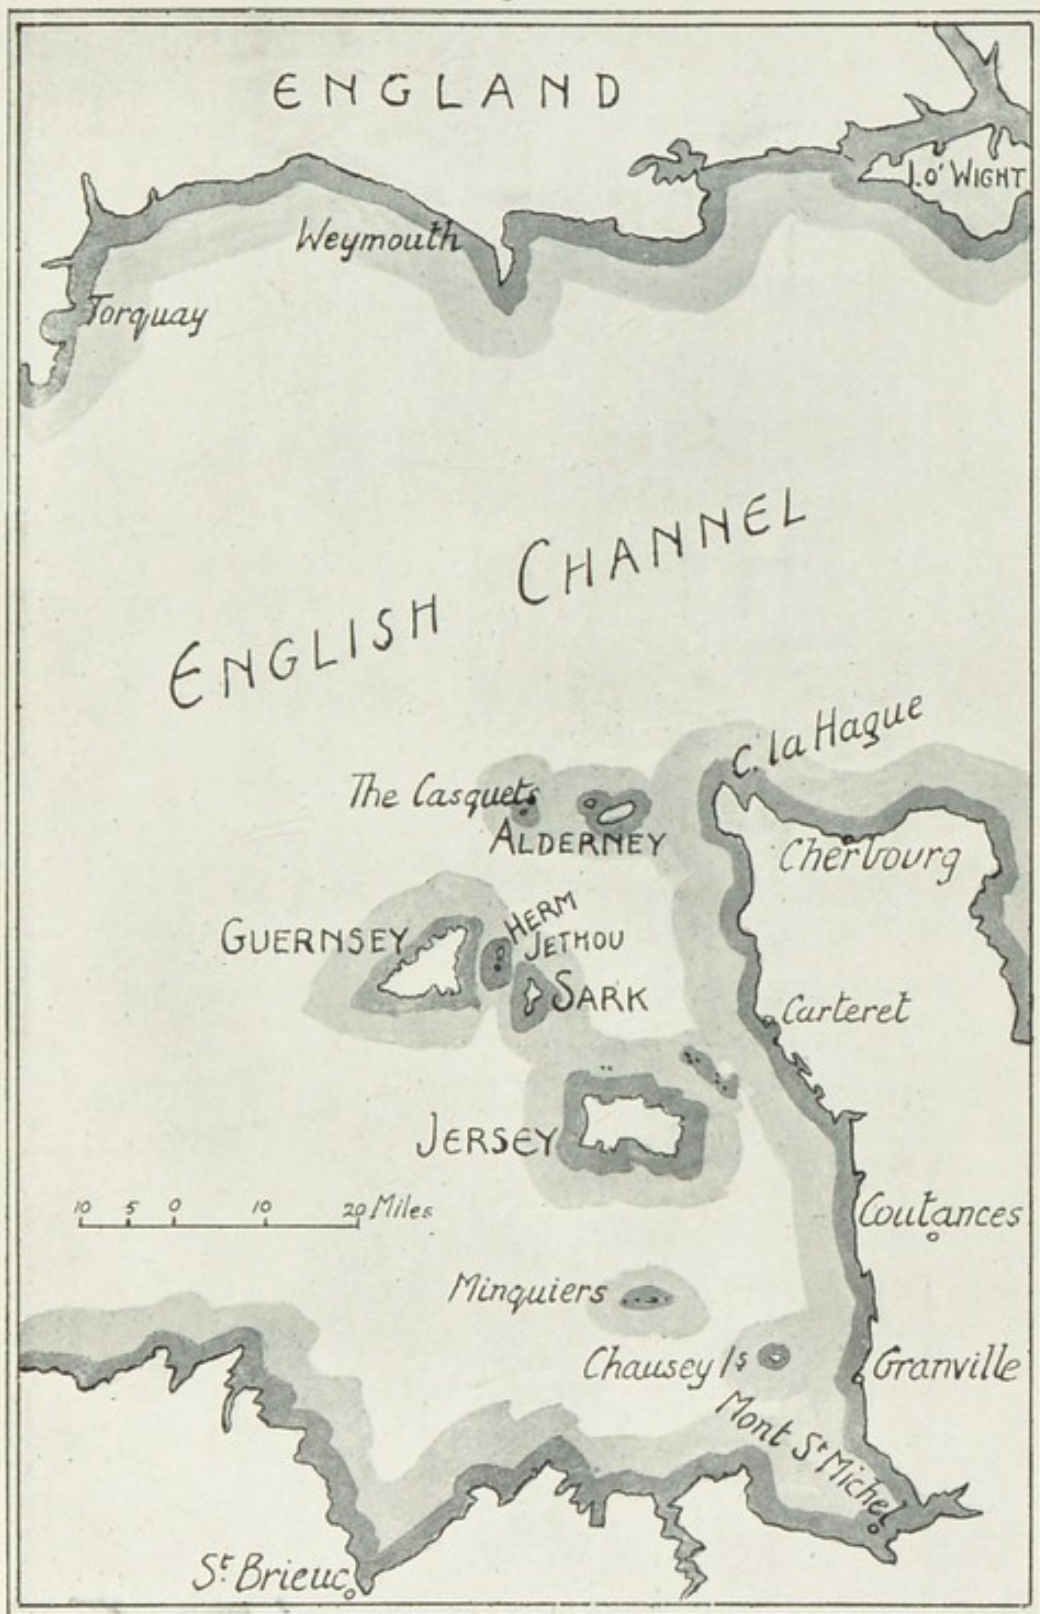 ENGLAND
I. O' WIGHT
Weymouth
Torquay
ENGLISH CHANNEL
C. la Hague
The Casquets
ALDERNEY
Cherbourg
HERM
GUERNSEY
JETHOU
SARK
Carteret
JERSEY
10 5 0 10 20 Miles
Coutances
Minquiers
Chausey Is
Granville
Mont St Michel
St. Brieuc